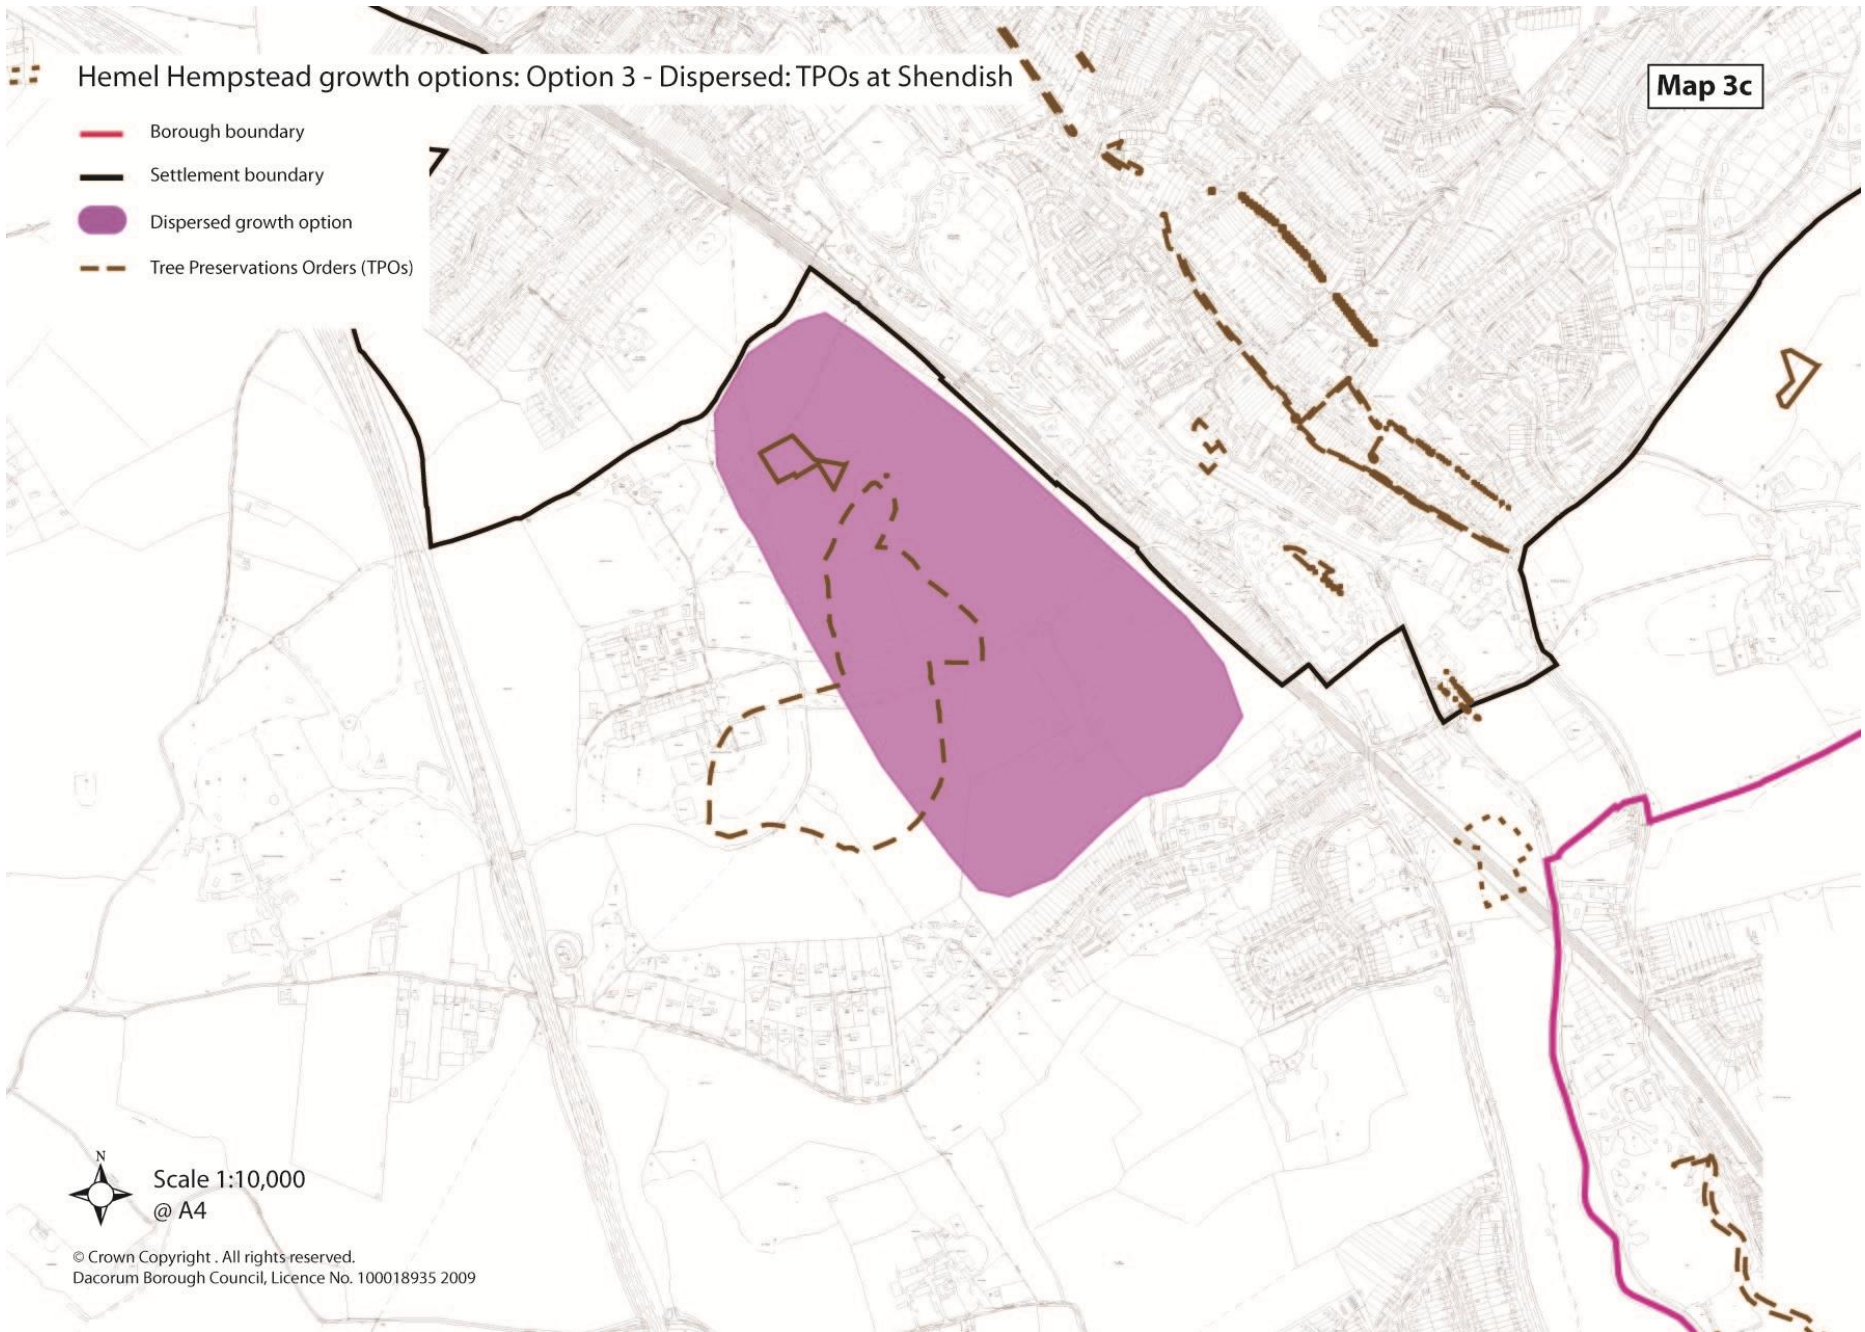 Hemel Hempstead growth options: Option 3 - Dispersed: TPOs at Shendish
Map 3c
Borough boundary
Settlement boundary
Dispersed growth option
Tree Preservations Orders (TPOs)
N
Scale 1:10,000
@ A4
© Crown Copyright . All rights reserved.
Dacorum Borough Council, Licence No. 100018935 2009